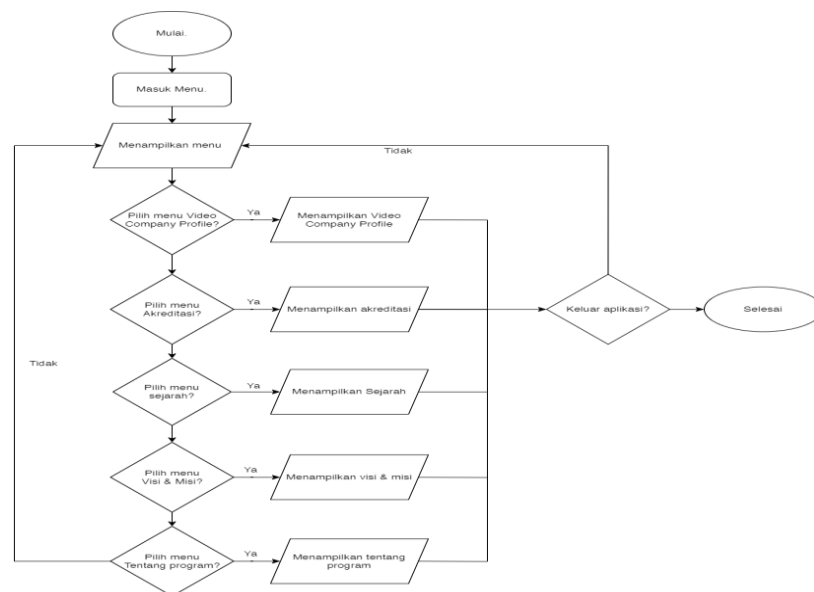 Mulai.
Masuk Menu.
Menampilkan menu
Tidak
Pilih menu Video
Company Profile?
Ya
Menampilkan Video
Company Profile
Pilih menu
Akreditasi?
Ya
Menampilkan akreditasi
Keluar aplikasi?
Selesai
Tidak
Pilih menu
sejarah?
Ya
Menampilkan Sejarah
Pilih menu
Visi & Misi?
Ya
Menampilkan visi & misi
Pilih menu
Tentang program?
Ya
Menampilkan tentang
program